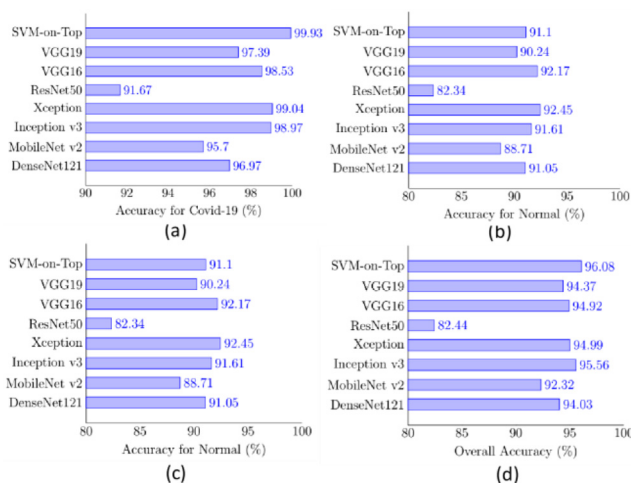 SVM-on-Top 99.93
VGG19 97.39
VGG16 98.53
ResNet50 91.67
Xception 99.04
Inception v3 98.97
MobileNet v2 95.7
DenseNet121 96.97
90 92 94 96 98 100
Accuracy for Covid-19 (%)
(a)
SVM-on-Top 91.1
VGG19 90.24
VGG16 92.17
ResNet50 82.34
Xception 92.45
Inception v3 91.61
MobileNet v2 88.71
DenseNet121 91.05
80 85 90 95 100
Accuracy for Normal (%)
(b)
SVM-on-Top 91.1
VGG19 90.24
VGG16 92.17
ResNet50 82.34
Xception 92.45
Inception v3 91.61
MobileNet v2 88.71
DenseNet121 91.05
80 85 90 95 100
Accuracy for Normal (%)
(c)
SVM-on-Top 96.08
VGG19 94.37
VGG16 94.92
ResNet50 82.44
Xception 94.99
Inception v3 95.56
MobileNet v2 92.32
DenseNet121 94.03
80 85 90 95 100
Overall Accuracy (%)
(d)